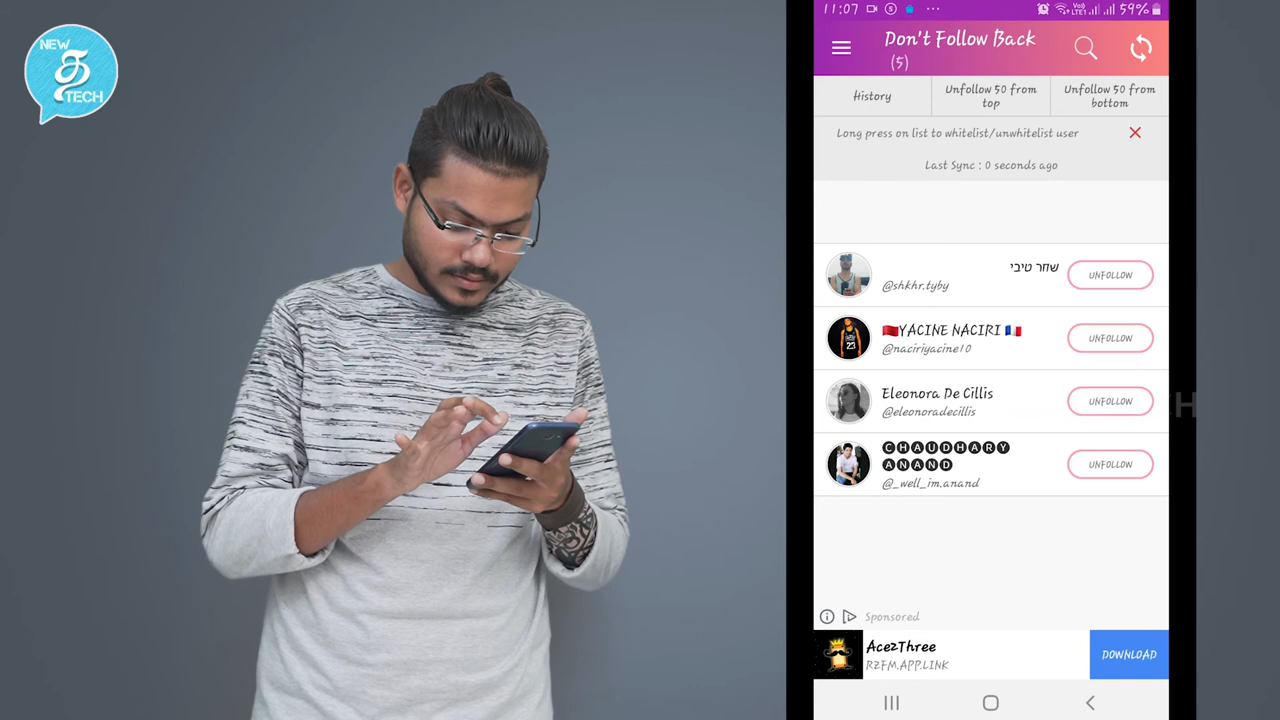 NEW
த
TECH
11:07
59%
Don't Follow Back
(5)
History
Unfollow 50 from
top
Unfollow 50 from
bottom
Long press on list to whitelist/unwhitelist user
Last Sync : 0 seconds ago
שחר טיבי
@shkhr.tyby
UNFOLLOW
🇲🇦YACINE NACIRI 🇫🇷
@naciriyacine10
UNFOLLOW
Eleonora De Cillis
@eleonoradecillis
UNFOLLOW
🅒🅗🅐🅤🅓🅗🅐🅡🅨
🅐🅝🅐🅝🅓
@_well_im.anand
UNFOLLOW
Sponsored
Ace2Three
RZFM.APP.LINK
DOWNLOAD